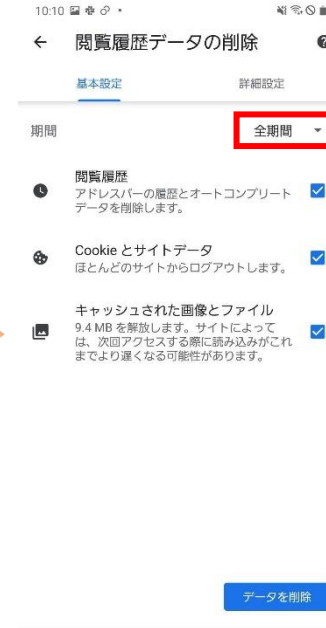 10:10
閲覧履歴データの削除
基本設定 詳細設定
期間 全期間
閲覧履歴
アドレスバーの履歴とオートコンプリート
データを削除します。
Cookie とサイトデータ
ほとんどのサイトからログアウトします。
キャッシュされた画像とファイル
9.4 MB を解放します。サイトによって
は、次回アクセスする際に読み込みがこれ
までより遅くなる可能性があります。
データを削除